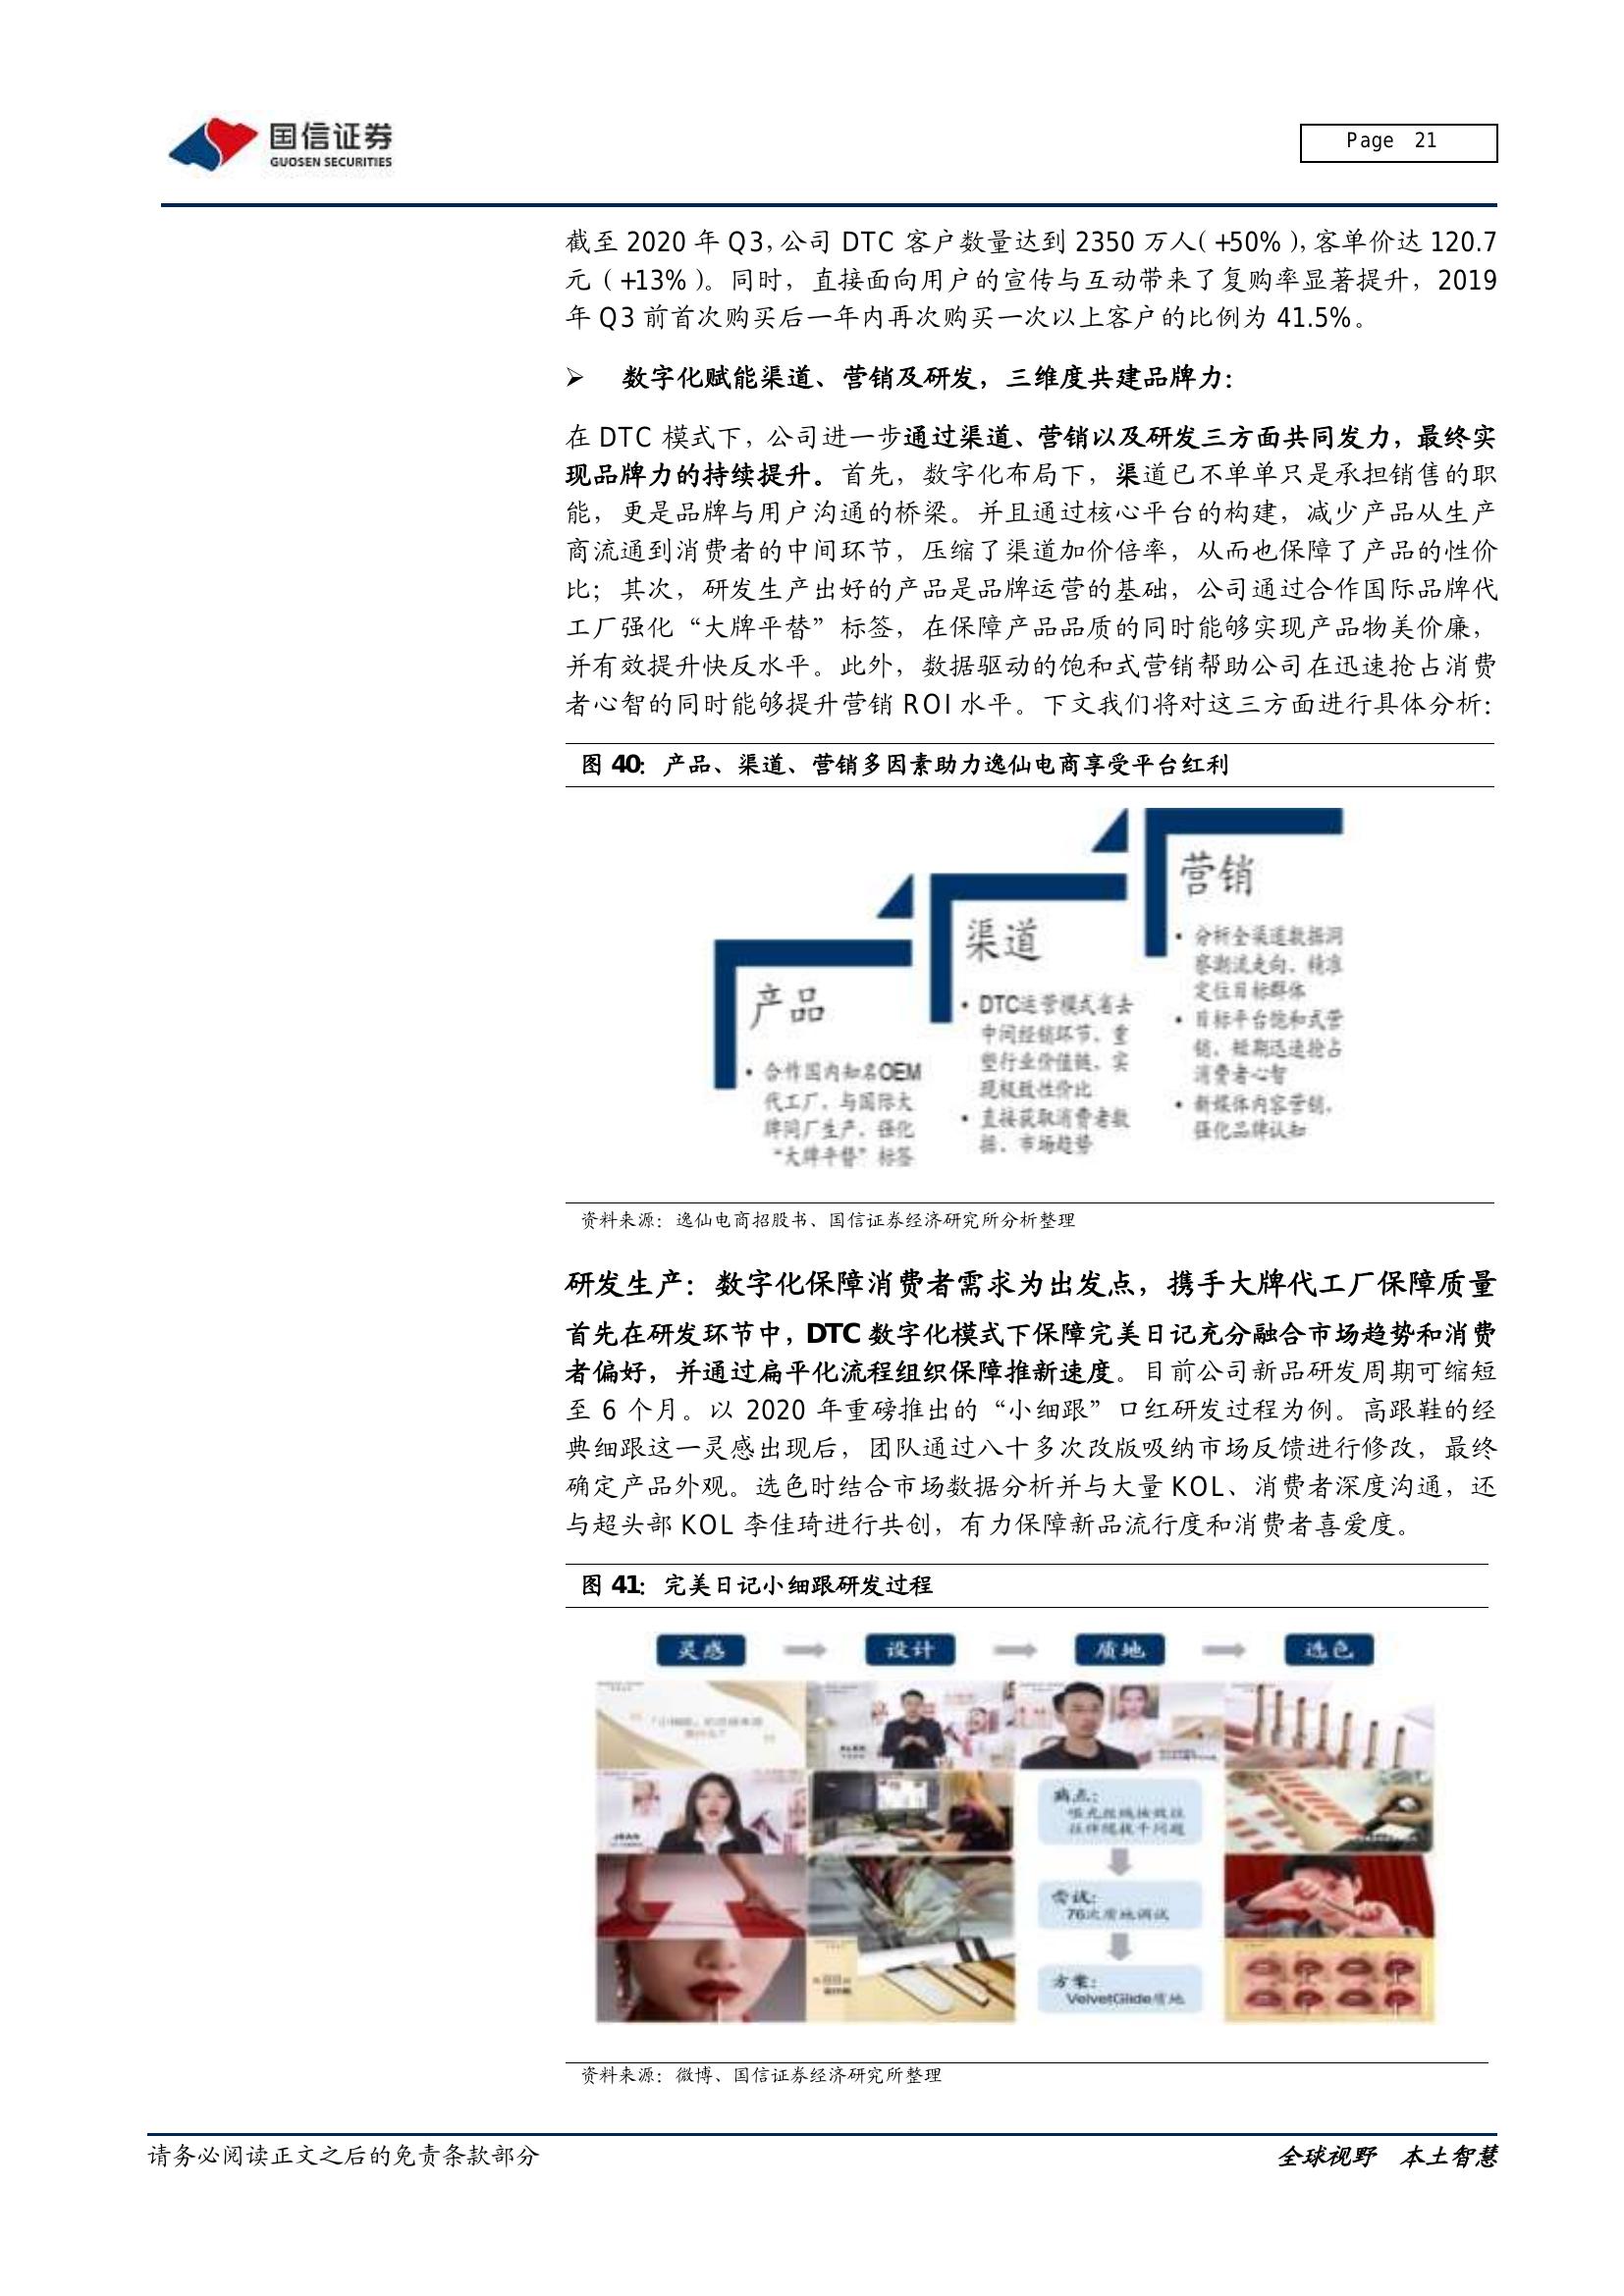 国信证券
GUOSEN SECURITIES
Page 21
截至 2020 年 Q3，公司 DTC 客户数量达到 2350 万人（+50%），客单价达 120.7
元（+13%）。同时，直接面向用户的宣传与互动带来了复购率显著提升，2019
年 Q3 前首次购买后一年内再次购买一次以上客户的比例为 41.5%。
➢ 数字化赋能渠道、营销及研发，三维度共建品牌力：
在 DTC 模式下，公司进一步通过渠道、营销以及研发三方面共同发力，最终实
现品牌力的持续提升。首先，数字化布局下，渠道已不单单只是承担销售的职
能，更是品牌与用户沟通的桥梁。并且通过核心平台的构建，减少产品从生产
商流通到消费者的中间环节，压缩了渠道加价倍率，从而也保障了产品的性价
比；其次，研发生产出好的产品是品牌运营的基础，公司通过合作国际品牌代
工厂强化“大牌平替”标签，在保障产品品质的同时能够实现产品物美价廉，
并有效提升快反水平。此外，数据驱动的饱和式营销帮助公司在迅速抢占消费
者心智的同时能够提升营销 ROI 水平。下文我们将对这三方面进行具体分析：
图 40：产品、渠道、营销多因素助力逸仙电商享受平台红利
产品
• 合作国内知名OEM
代工厂，与国际大
牌同厂生产，强化
“大牌平替”标签
渠道
• DTC运营模式省去
中间经销环节，重
塑行业价值链，实
现极致性价比
• 直接获取消费者数
据、市场趋势
营销
• 分析全渠道数据洞
察潮流走向，精准
定位目标群体
• 目标平台饱和式营
销，短期迅速抢占
消费者心智
• 新媒体内容营销，
强化品牌认知
资料来源：逸仙电商招股书、国信证券经济研究所分析整理
研发生产：数字化保障消费者需求为出发点，携手大牌代工厂保障质量
首先在研发环节中，DTC 数字化模式下保障完美日记充分融合市场趋势和消费
者偏好，并通过扁平化流程组织保障推新速度。目前公司新品研发周期可缩短
至 6 个月。以 2020 年重磅推出的“小细跟”口红研发过程为例。高跟鞋的经
典细跟这一灵感出现后，团队通过八十多次改版吸纳市场反馈进行修改，最终
确定产品外观。选色时结合市场数据分析并与大量 KOL、消费者深度沟通，还
与超头部 KOL 李佳琦进行共创，有力保障新品流行度和消费者喜爱度。
图 41：完美日记小细跟研发过程
灵感
设计
质地
选色
痛点：
哑光丝绒妆效往
往伴随拔干问题
尝试：
76次质地调试
方案：
VelvetGlide质地
资料来源：微博、国信证券经济研究所整理
请务必阅读正文之后的免责条款部分
全球视野 本土智慧